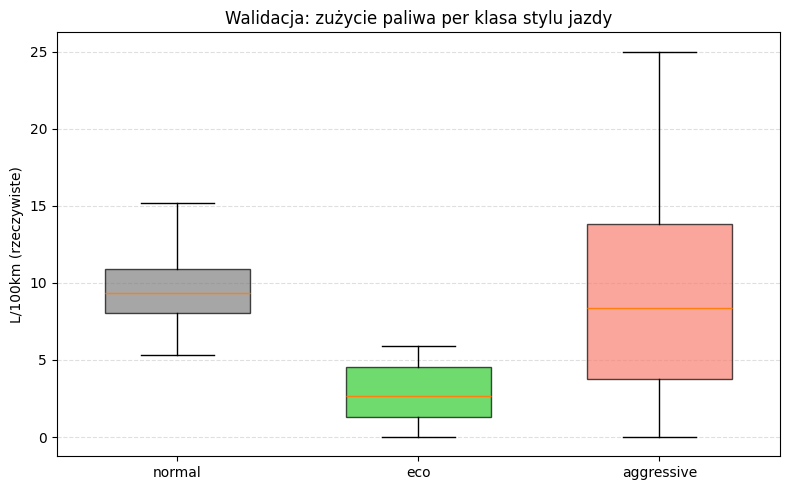 Walidacja: zużycie paliwa per klasa stylu jazdy
L/100km (rzeczywiste)
25
20
15
10
5
0
normal
eco
aggressive